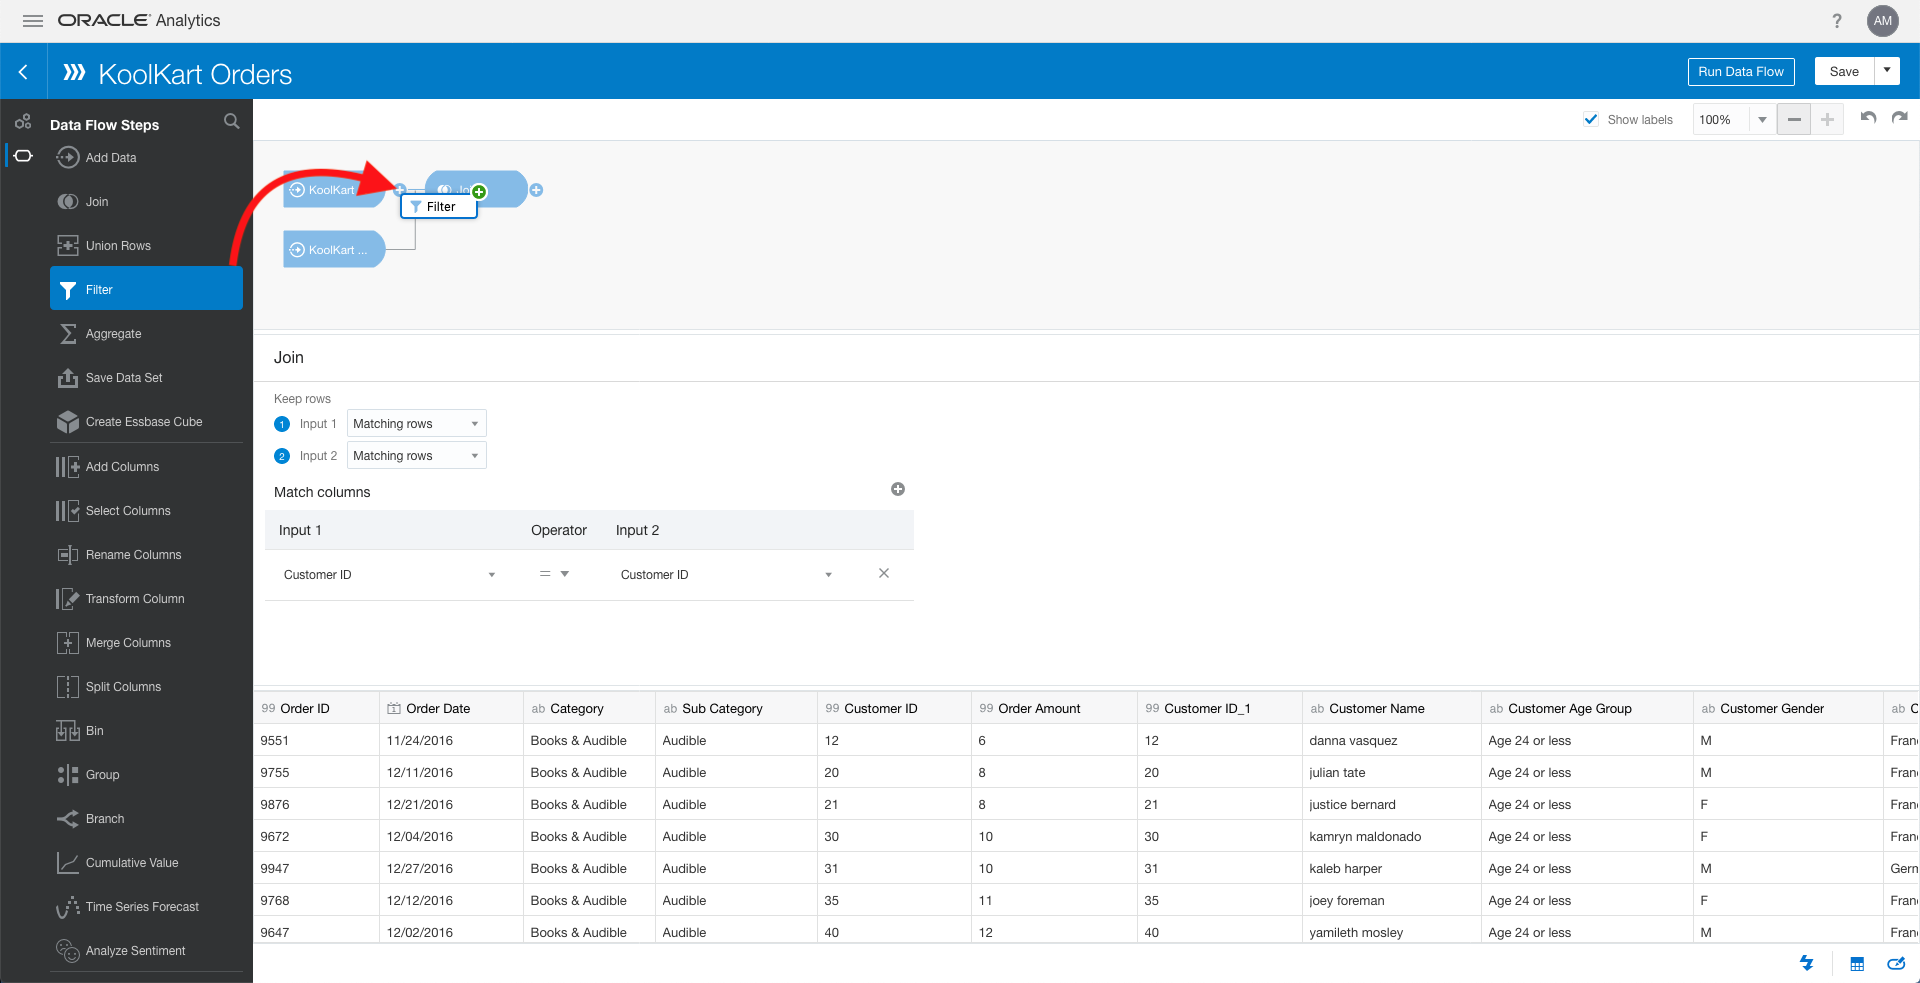 ORACLE Analytics
?
AM
KoolKart Orders
Run Data Flow
Save
Data Flow Steps
Show labels
100%
Add Data
Join
Union Rows
Filter
Aggregate
Save Data Set
Create Essbase Cube
Add Columns
Select Columns
Rename Columns
Transform Column
Merge Columns
Split Columns
Bin
Group
Branch
Cumulative Value
Time Series Forecast
Analyze Sentiment
KoolKart
Filter
KoolKart ...
Join
Keep rows
1 Input 1 Matching rows
2 Input 2 Matching rows
Match columns
Input 1 Operator Input 2
Customer ID = Customer ID
99 Order ID 1 Order Date ab Category ab Sub Category 99 Customer ID 99 Order Amount 99 Customer ID_1 ab Customer Name ab Customer Age Group ab Customer Gender ab C
9551 11/24/2016 Books & Audible Audible 12 6 12 danna vasquez Age 24 or less M Fran
9755 12/11/2016 Books & Audible Audible 20 8 20 julian tate Age 24 or less M Fran
9876 12/21/2016 Books & Audible Audible 21 8 21 justice bernard Age 24 or less F Fran
9672 12/04/2016 Books & Audible Audible 30 10 30 kamryn maldonado Age 24 or less F Fran
9947 12/27/2016 Books & Audible Audible 31 10 31 kaleb harper Age 24 or less M Gern
9768 12/12/2016 Books & Audible Audible 35 11 35 joey foreman Age 24 or less F Fran
9647 12/02/2016 Books & Audible Audible 40 12 40 yamileth mosley Age 24 or less M Fran